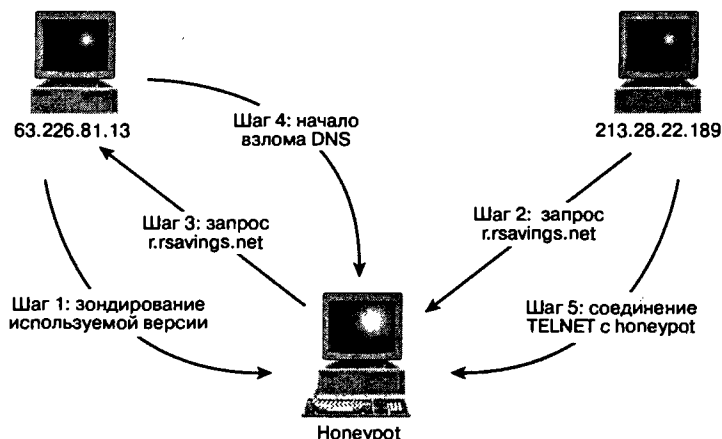 63.226.81.13
213.28.22.189
Шаг 4: начало
взлома DNS
Шаг 3: запрос
r.rsavings.net
Шаг 2: запрос
r.rsavings.net
Шаг 1: зондирование
используемой версии
Шаг 5: соединение
TELNET с honeypot
Honeypot